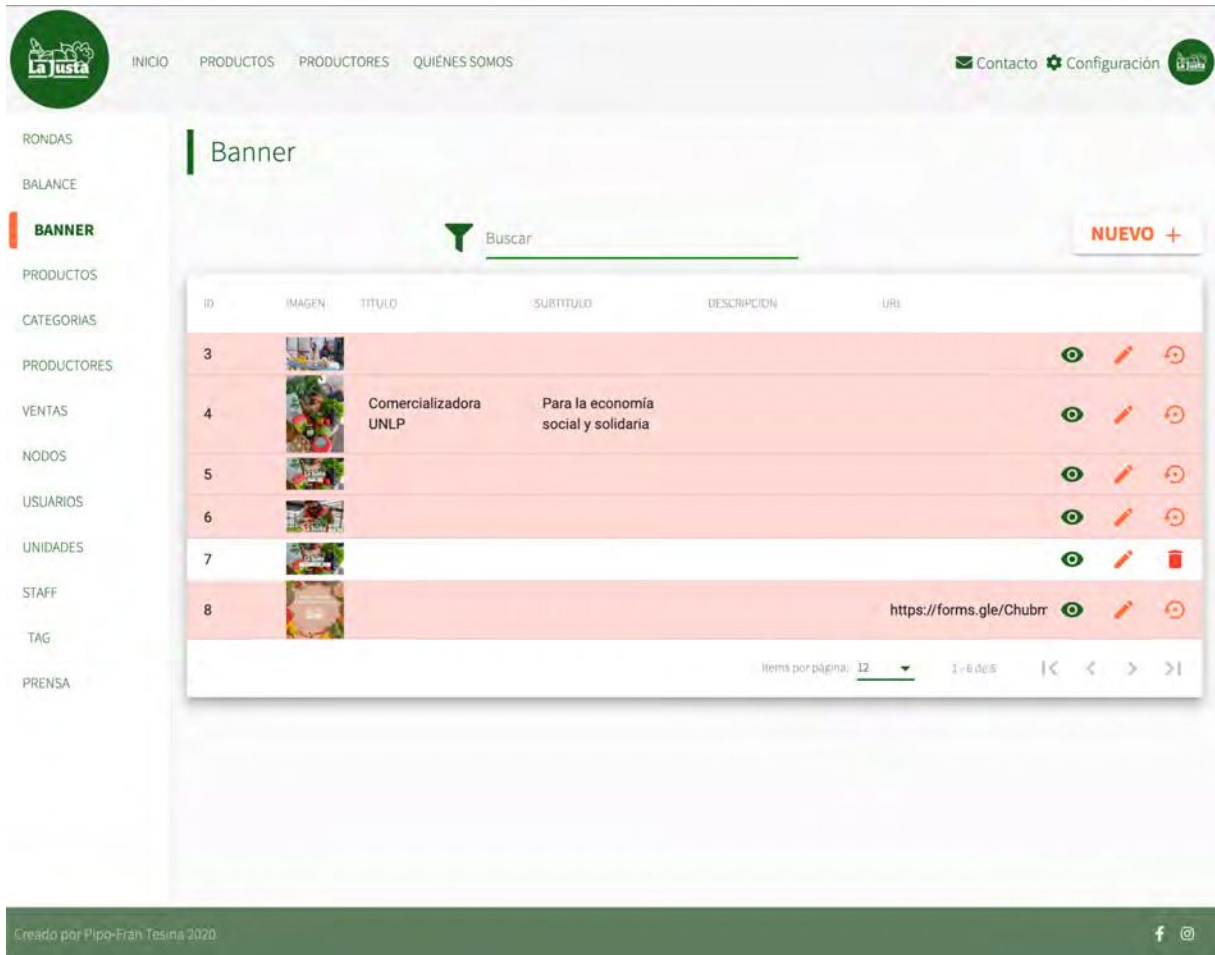 La Justa
INICIO PRODUCTOS PRODUCTORES QUIÉNES SOMOS
Contacto Configuración
La Justa
RONDAS
BALANCE
BANNER
PRODUCTOS
CATEGORIAS
PRODUCTORES
VENTAS
NODOS
USUARIOS
UNIDADES
STAFF
TAG
PRENSA
Banner
Buscar
NUEVO +
ID IMAGEN TITULO SUBTITULO DESCRIPCION URL
3
4 Comercializadora UNLP Para la economía social y solidaria
5
6
7
8 https://forms.gle/Chubm
Items por página: 12 1 - 6 de 6
Creado por Pipo-Fran Tesina 2020